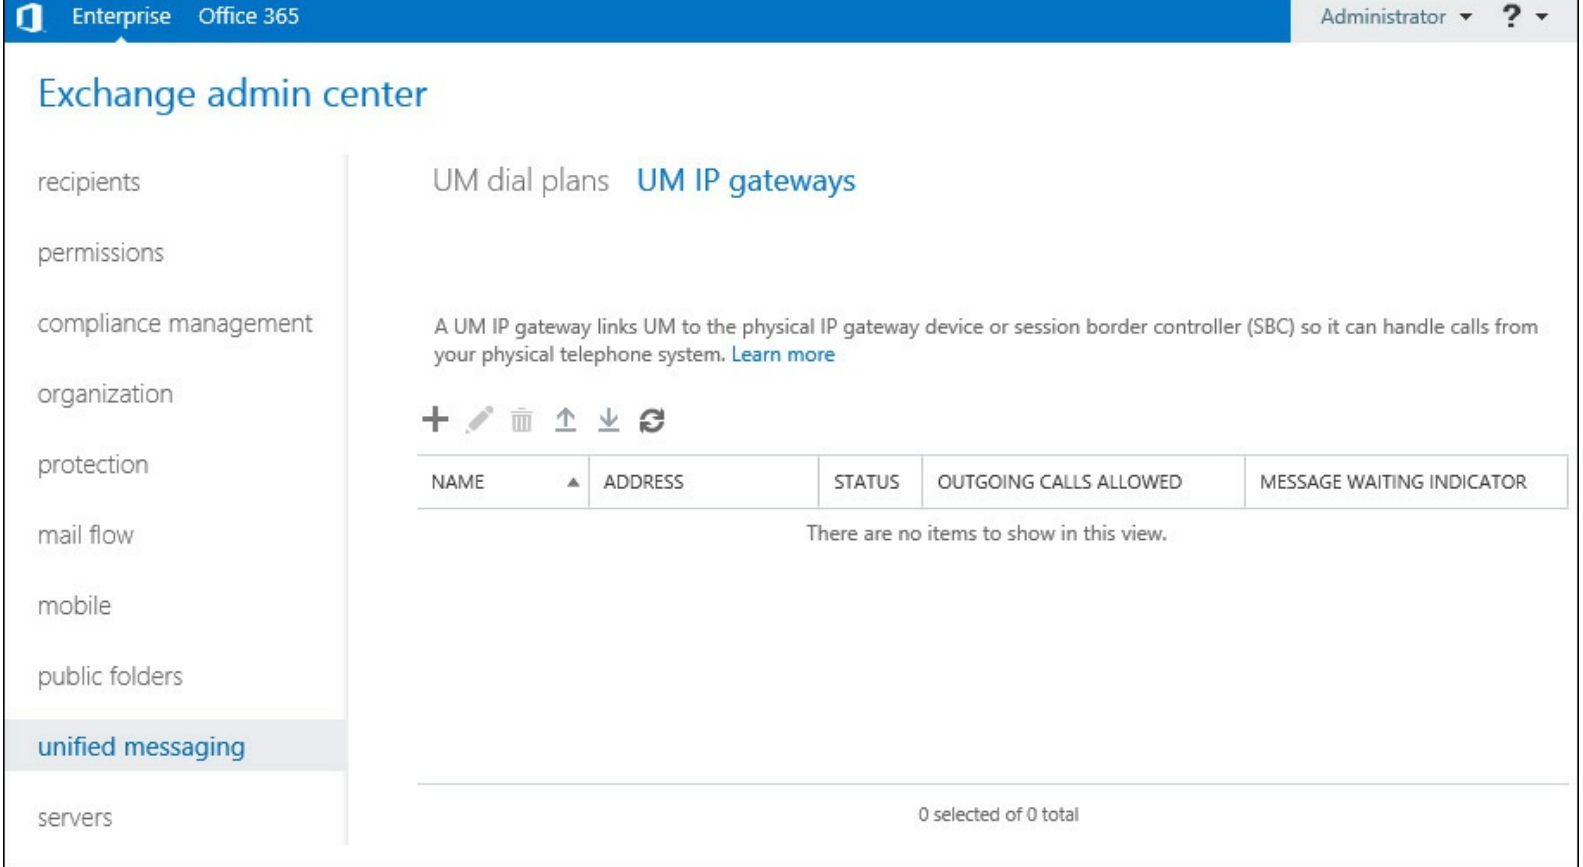 Enterprise Office 365 Administrator ?
Exchange admin center
recipients
permissions
compliance management
organization
protection
mail flow
mobile
public folders
unified messaging
servers
UM dial plans UM IP gateways
A UM IP gateway links UM to the physical IP gateway device or session border controller (SBC) so it can handle calls from
your physical telephone system. Learn more
NAME ADDRESS STATUS OUTGOING CALLS ALLOWED MESSAGE WAITING INDICATOR
There are no items to show in this view.
0 selected of 0 total